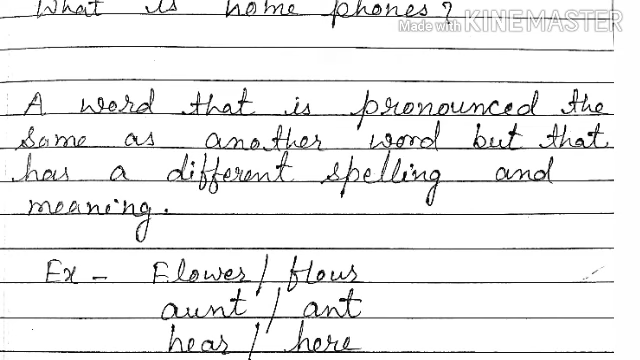 What is home phones?
Made with KINEMASTER
A word that is pronounced the
same as another word but that
has a different spelling and
meaning.
Ex - Flower / flour
aunt / ant
hear / here